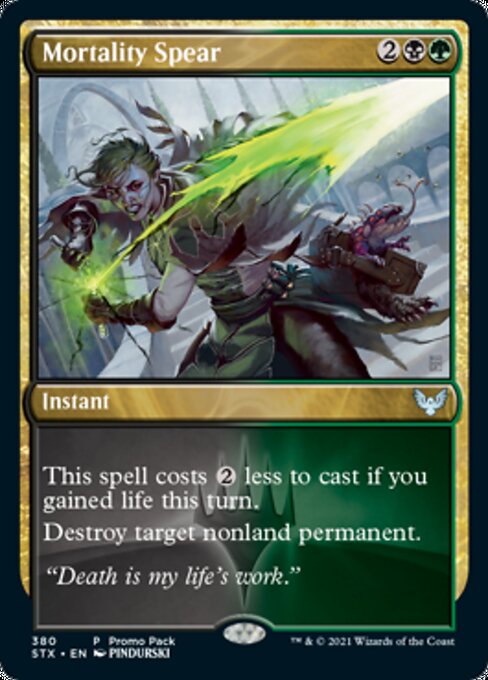 Mortality Spear 2
Instant
This spell costs 2 less to cast if you
gained life this turn.
Destroy target nonland permanent.
“Death is my life’s work.”
380 P Promo Pack
STX • EN PINDURSKI
™ & © 2021 Wizards of the Coast